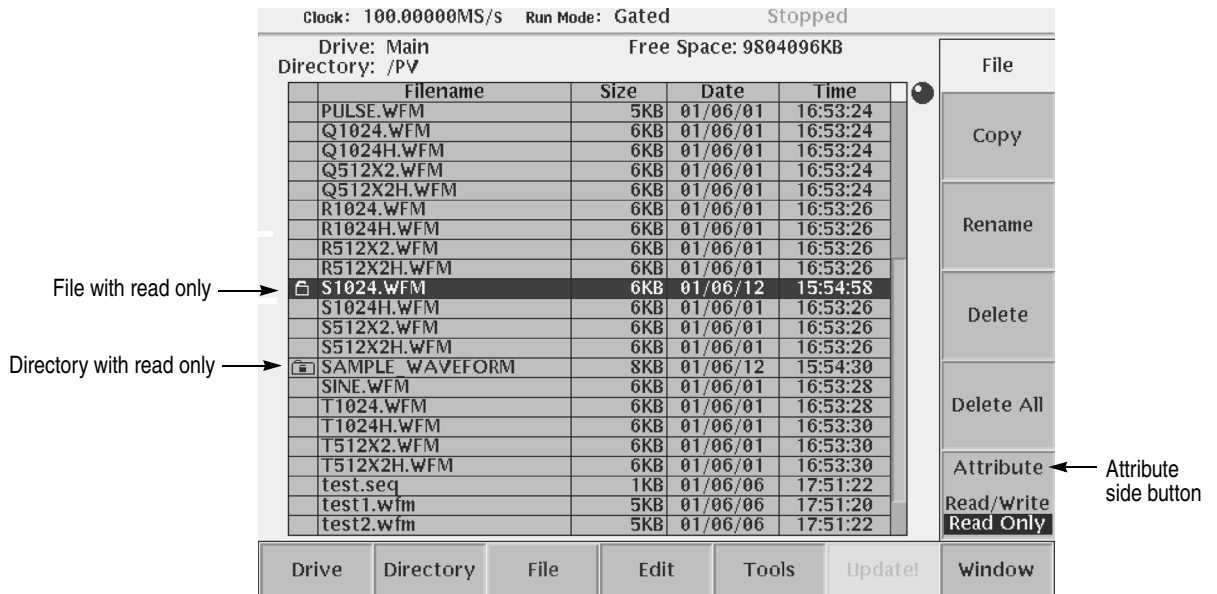 Clock: 100.00000MS/s Run Mode: Gated Stopped
Drive: Main Free Space: 9804096KB
Directory: /PV
Filename Size Date Time
PULSE.WFM 5KB 01/06/01 16:53:24
Q1024.WFM 6KB 01/06/01 16:53:24
Q1024H.WFM 6KB 01/06/01 16:53:24
Q512X2.WFM 6KB 01/06/01 16:53:24
Q512X2H.WFM 6KB 01/06/01 16:53:24
R1024.WFM 6KB 01/06/01 16:53:26
R1024H.WFM 6KB 01/06/01 16:53:26
R512X2.WFM 6KB 01/06/01 16:53:26
R512X2H.WFM 6KB 01/06/01 16:53:26
File with read only
S1024.WFM 6KB 01/06/12 15:54:58
S1024H.WFM 6KB 01/06/01 16:53:26
S512X2.WFM 6KB 01/06/01 16:53:26
S512X2H.WFM 6KB 01/06/01 16:53:26
Directory with read only
SAMPLE_WAVEFORM 8KB 01/06/12 15:54:30
SINE.WFM 6KB 01/06/01 16:53:28
T1024.WFM 6KB 01/06/01 16:53:28
T1024H.WFM 6KB 01/06/01 16:53:30
T512X2.WFM 6KB 01/06/01 16:53:30
T512X2H.WFM 6KB 01/06/01 16:53:30
test.seq 1KB 01/06/06 17:51:22
test1.wfm 5KB 01/06/06 17:51:20
test2.wfm 5KB 01/06/06 17:51:22
File
Copy
Rename
Delete
Delete All
Attribute
Read/Write
Read Only
Attribute
side button
Drive Directory File Edit Tools Update! Window